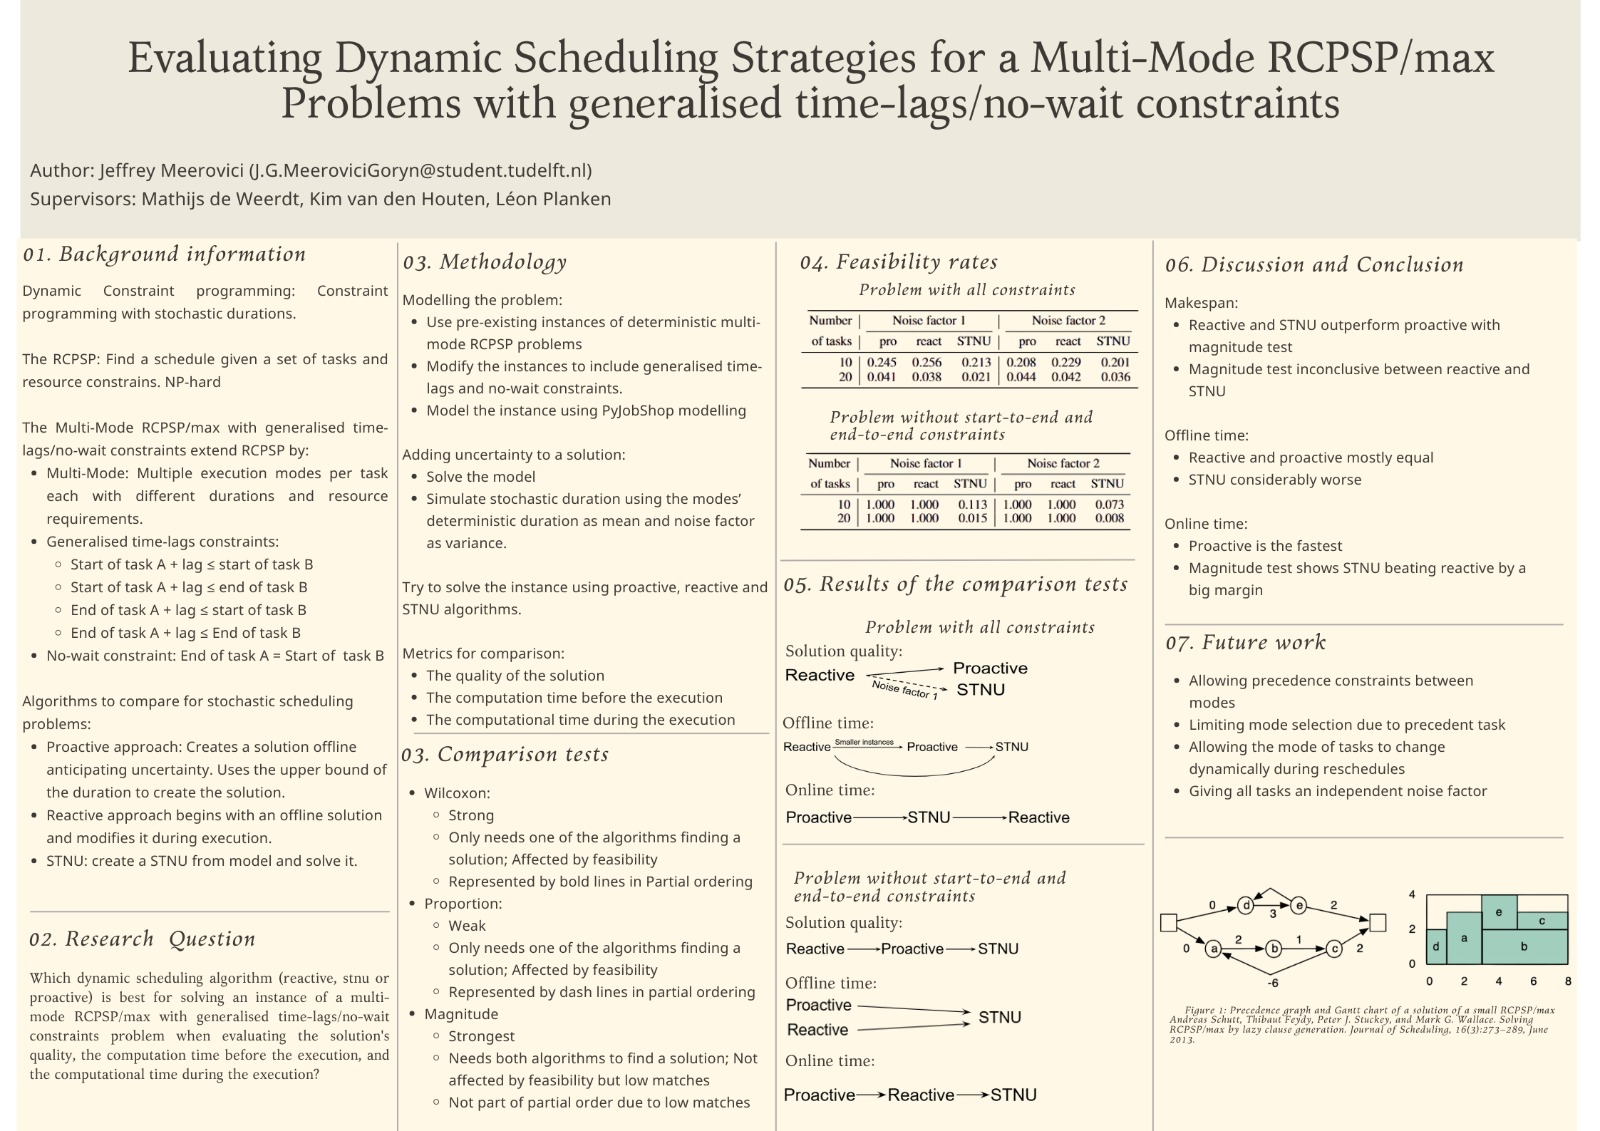 Evaluating Dynamic Scheduling Strategies for a Multi-Mode RCPSP/max
Problems with generalised time-lags/no-wait constraints
Author: Jeffrey Meerovici (J.G.MeeroviciGoryn@student.tudelft.nl)
Supervisors: Mathijs de Weerdt, Kim van den Houten, Léon Planken
01. Background information
Dynamic Constraint programming: Constraint
programming with stochastic durations.
The RCPSP: Find a schedule given a set of tasks and
resource constrains. NP-hard
The Multi-Mode RCPSP/max with generalised time-
lags/no-wait constraints extend RCPSP by:
• Multi-Mode: Multiple execution modes per task
each with different durations and resource
requirements.
• Generalised time-lags constraints:
◦ Start of task A + lag ≤ start of task B
◦ Start of task A + lag ≤ end of task B
◦ End of task A + lag ≤ start of task B
◦ End of task A + lag ≤ End of task B
• No-wait constraint: End of task A = Start of task B
Algorithms to compare for stochastic scheduling
problems:
• Proactive approach: Creates a solution offline
anticipating uncertainty. Uses the upper bound of
the duration to create the solution.
• Reactive approach begins with an offline solution
and modifies it during execution.
• STNU: create a STNU from model and solve it.
02. Research Question
Which dynamic scheduling algorithm (reactive, stnu or
proactive) is best for solving an instance of a multi-
mode RCPSP/max with generalised time-lags/no-wait
constraints problem when evaluating the solution's
quality, the computation time before the execution, and
the computational time during the execution?
03. Methodology
Modelling the problem:
• Use pre-existing instances of deterministic multi-
mode RCPSP problems
• Modify the instances to include generalised time-
lags and no-wait constraints.
• Model the instance using PyJobShop modelling
Adding uncertainty to a solution:
• Solve the model
• Simulate stochastic duration using the modes'
deterministic duration as mean and noise factor
as variance.
Try to solve the instance using proactive, reactive and
STNU algorithms.
Metrics for comparison:
• The quality of the solution
• The computation time before the execution
• The computational time during the execution
03. Comparison tests
• Wilcoxon:
◦ Strong
◦ Only needs one of the algorithms finding a
solution; Affected by feasibility
◦ Represented by bold lines in Partial ordering
• Proportion:
◦ Weak
◦ Only needs one of the algorithms finding a
solution; Affected by feasibility
◦ Represented by dash lines in partial ordering
• Magnitude
◦ Strongest
◦ Needs both algorithms to find a solution; Not
affected by feasibility but low matches
◦ Not part of partial order due to low matches
04. Feasibility rates
Problem with all constraints
Number Noise factor 1 Noise factor 2
of tasks pro react STNU pro react STNU
10 0.245 0.256 0.213 0.208 0.229 0.201
20 0.041 0.038 0.021 0.044 0.042 0.036
Problem without start-to-end and
end-to-end constraints
Number Noise factor 1 Noise factor 2
of tasks pro react STNU pro react STNU
10 1.000 1.000 0.113 1.000 1.000 0.073
20 1.000 1.000 0.015 1.000 1.000 0.008
05. Results of the comparison tests
Problem with all constraints
Solution quality:
Reactive Proactive
Noise factor 1 STNU
Offline time:
Reactive Smaller instances Proactive STNU
Online time:
Proactive STNU Reactive
Problem without start-to-end and
end-to-end constraints
Solution quality:
Reactive Proactive STNU
Offline time:
Proactive
STNU
Reactive
Online time:
Proactive Reactive STNU
06. Discussion and Conclusion
Makespan:
• Reactive and STNU outperform proactive with
magnitude test
• Magnitude test inconclusive between reactive and
STNU
Offline time:
• Reactive and proactive mostly equal
• STNU considerably worse
Online time:
• Proactive is the fastest
• Magnitude test shows STNU beating reactive by a
big margin
07. Future work
• Allowing precedence constraints between
modes
• Limiting mode selection due to precedent task
• Allowing the mode of tasks to change
dynamically during reschedules
• Giving all tasks an independent noise factor
0 d 3 e 2
0 a 2 b 1 c 2
-6
4
2
0
d a e c b
0 2 4 6 8
Figure 1: Precedence graph and Gantt chart of a solution of a small RCPSP/max
Andreas Schutt, Thibaut Feydy, Peter J. Stuckey, and Mark G. Wallace. Solving
RCPSP/max by lazy clause generation. Journal of Scheduling, 16(3):273–289, June
2013.